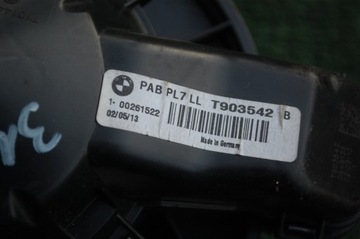 PAB PL7 LL T903542 B
1- 00261522
02/05/13
Made in Germany